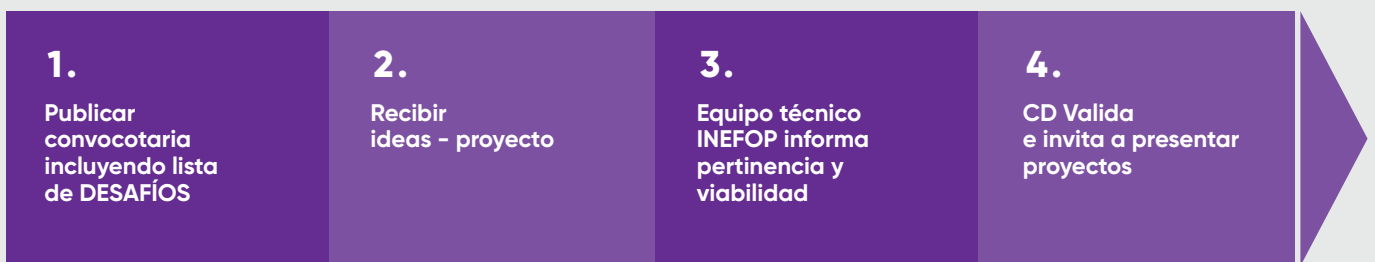 1.
Publicar
convocotaria
incluyendo lista
de DESAFÍOS
2.
Recibir
ideas - proyecto
3.
Equipo técnico
INEFOP informa
pertinencia y
viabilidad
4.
CD Valida
e invita a presentar
proyectos